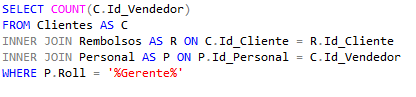 SELECT COUNT(C.Id_Vendedor)
FROM Clientes AS C
INNER JOIN Rembolsos AS R ON C.Id_Cliente = R.Id_Cliente
INNER JOIN Personal AS P ON P.Id_Personal = C.Id_Vendedor
WHERE P.Roll = '%Gerente%'